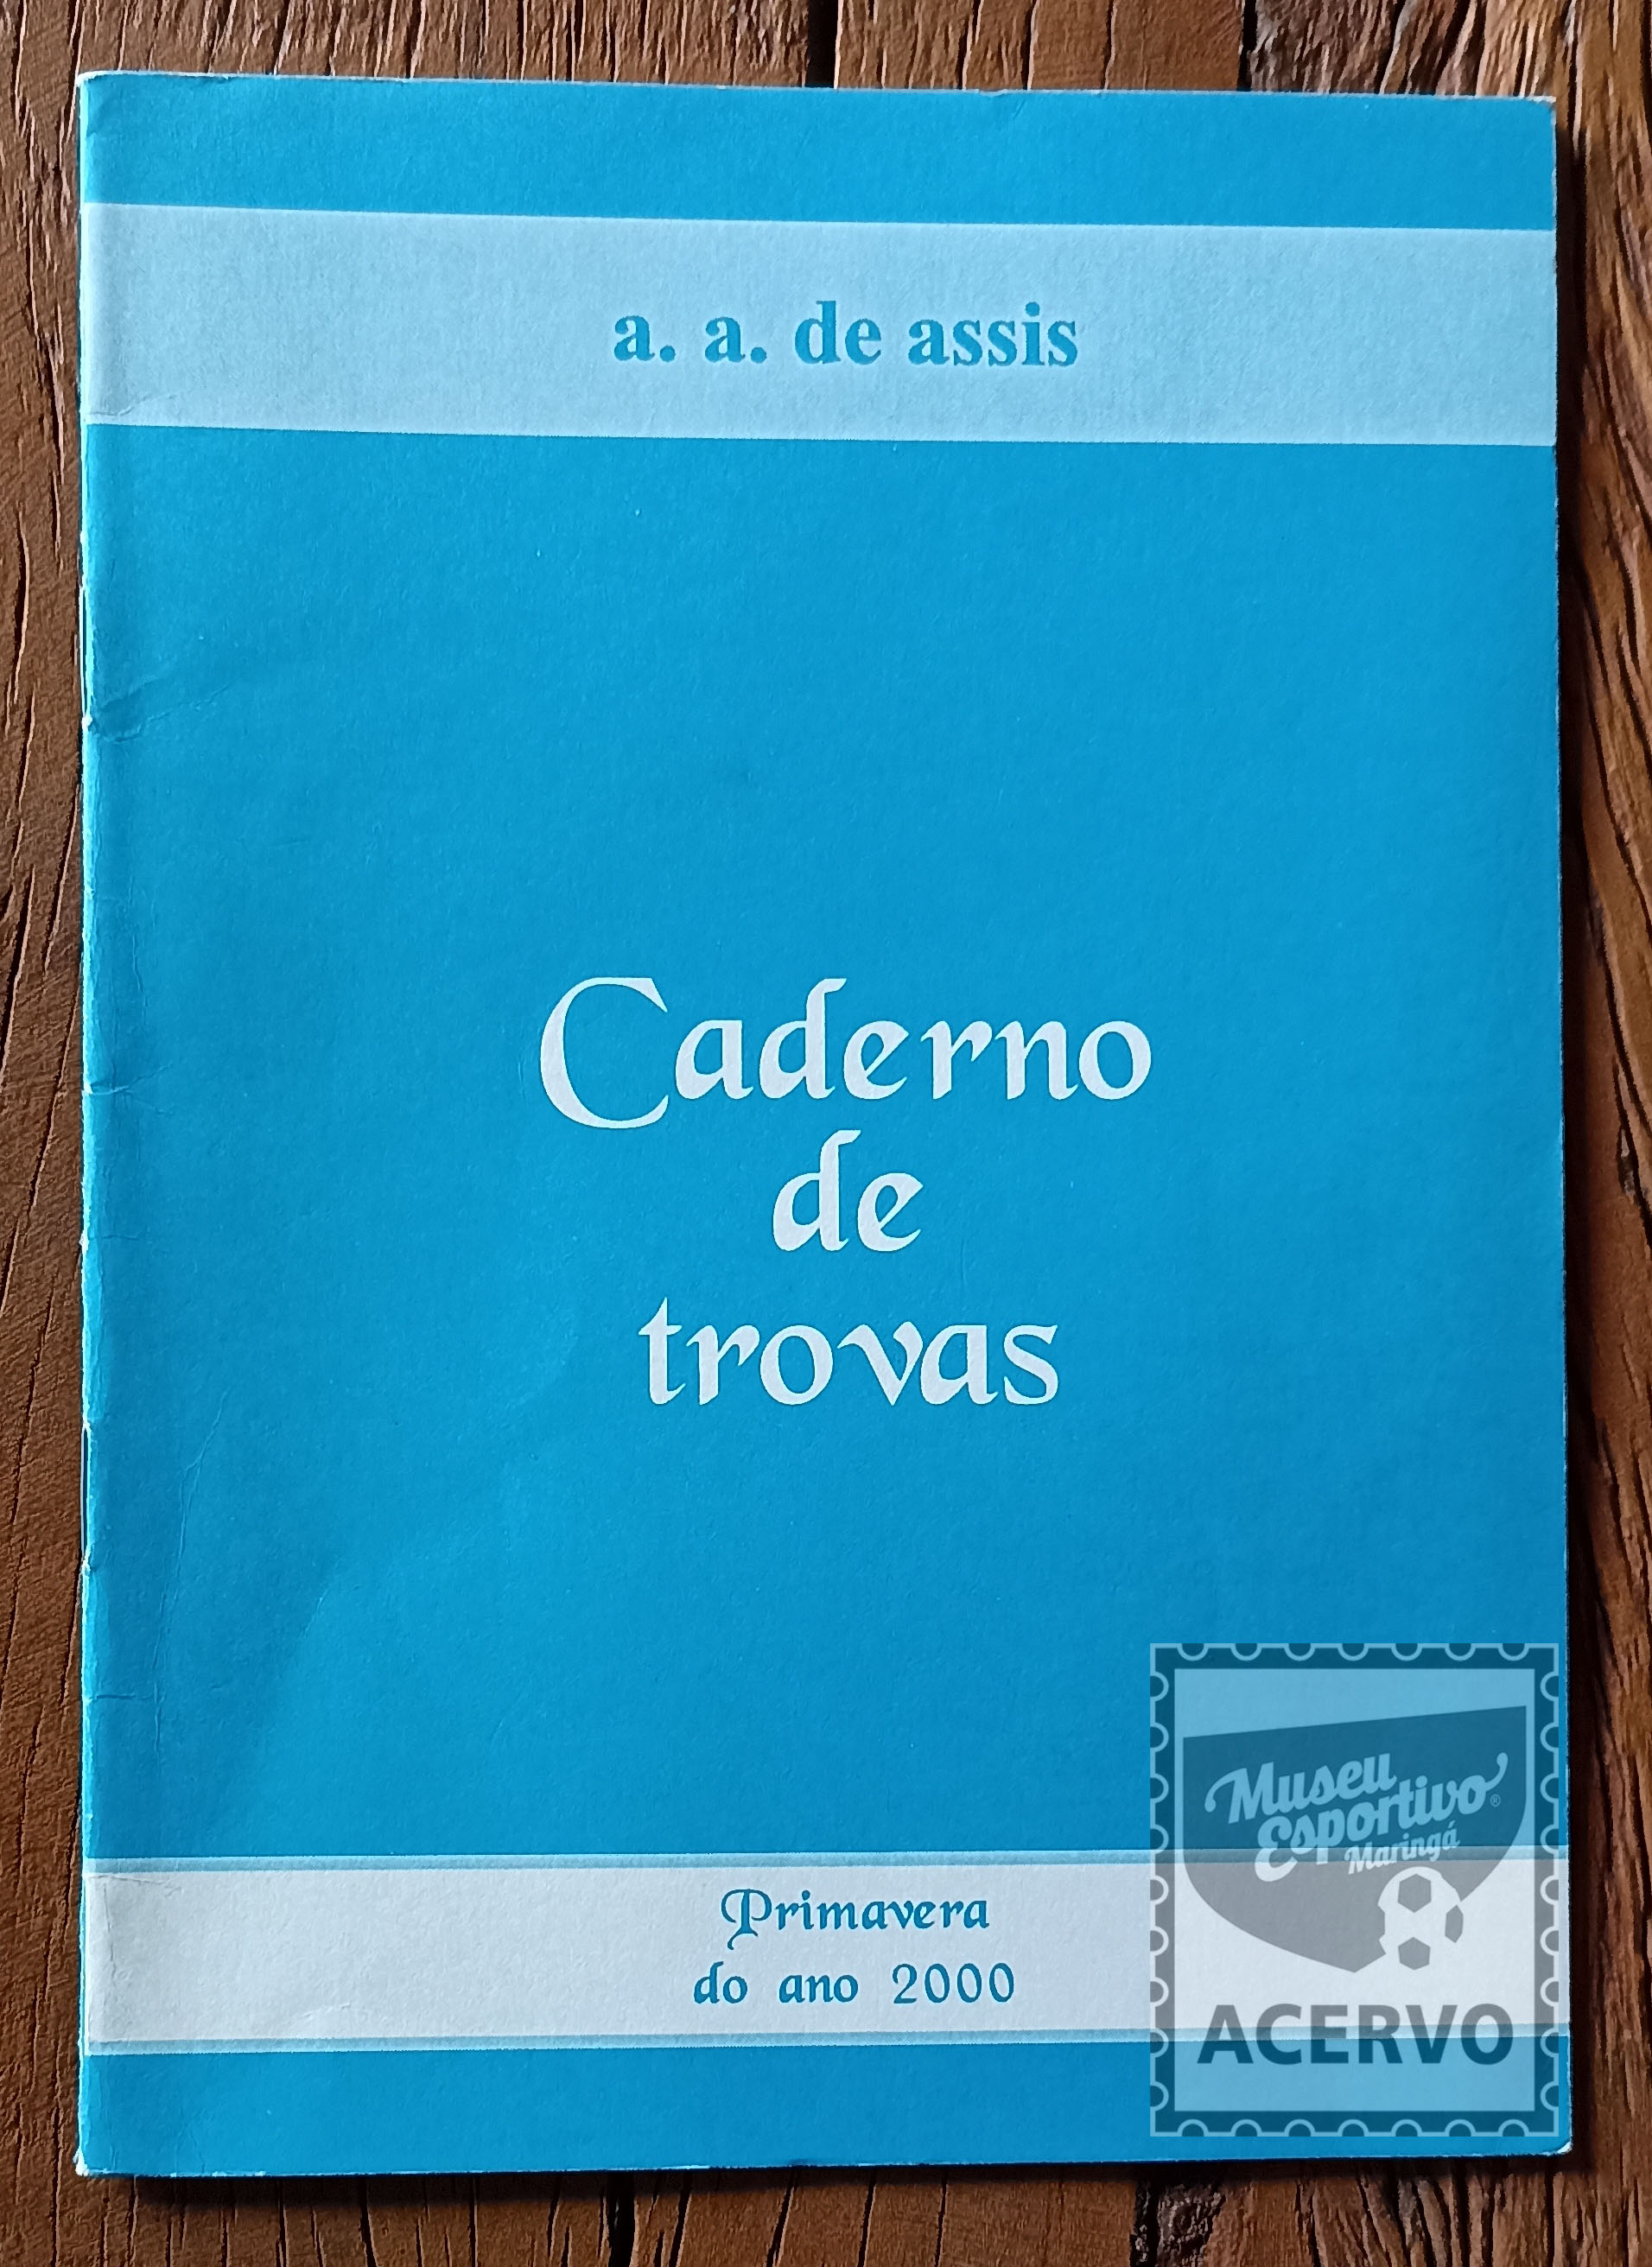 a. a. de assis
Caderno
de
trovas
Primavera
do ano 2000
Museu
Esportivo®
Maringá
ACERVO